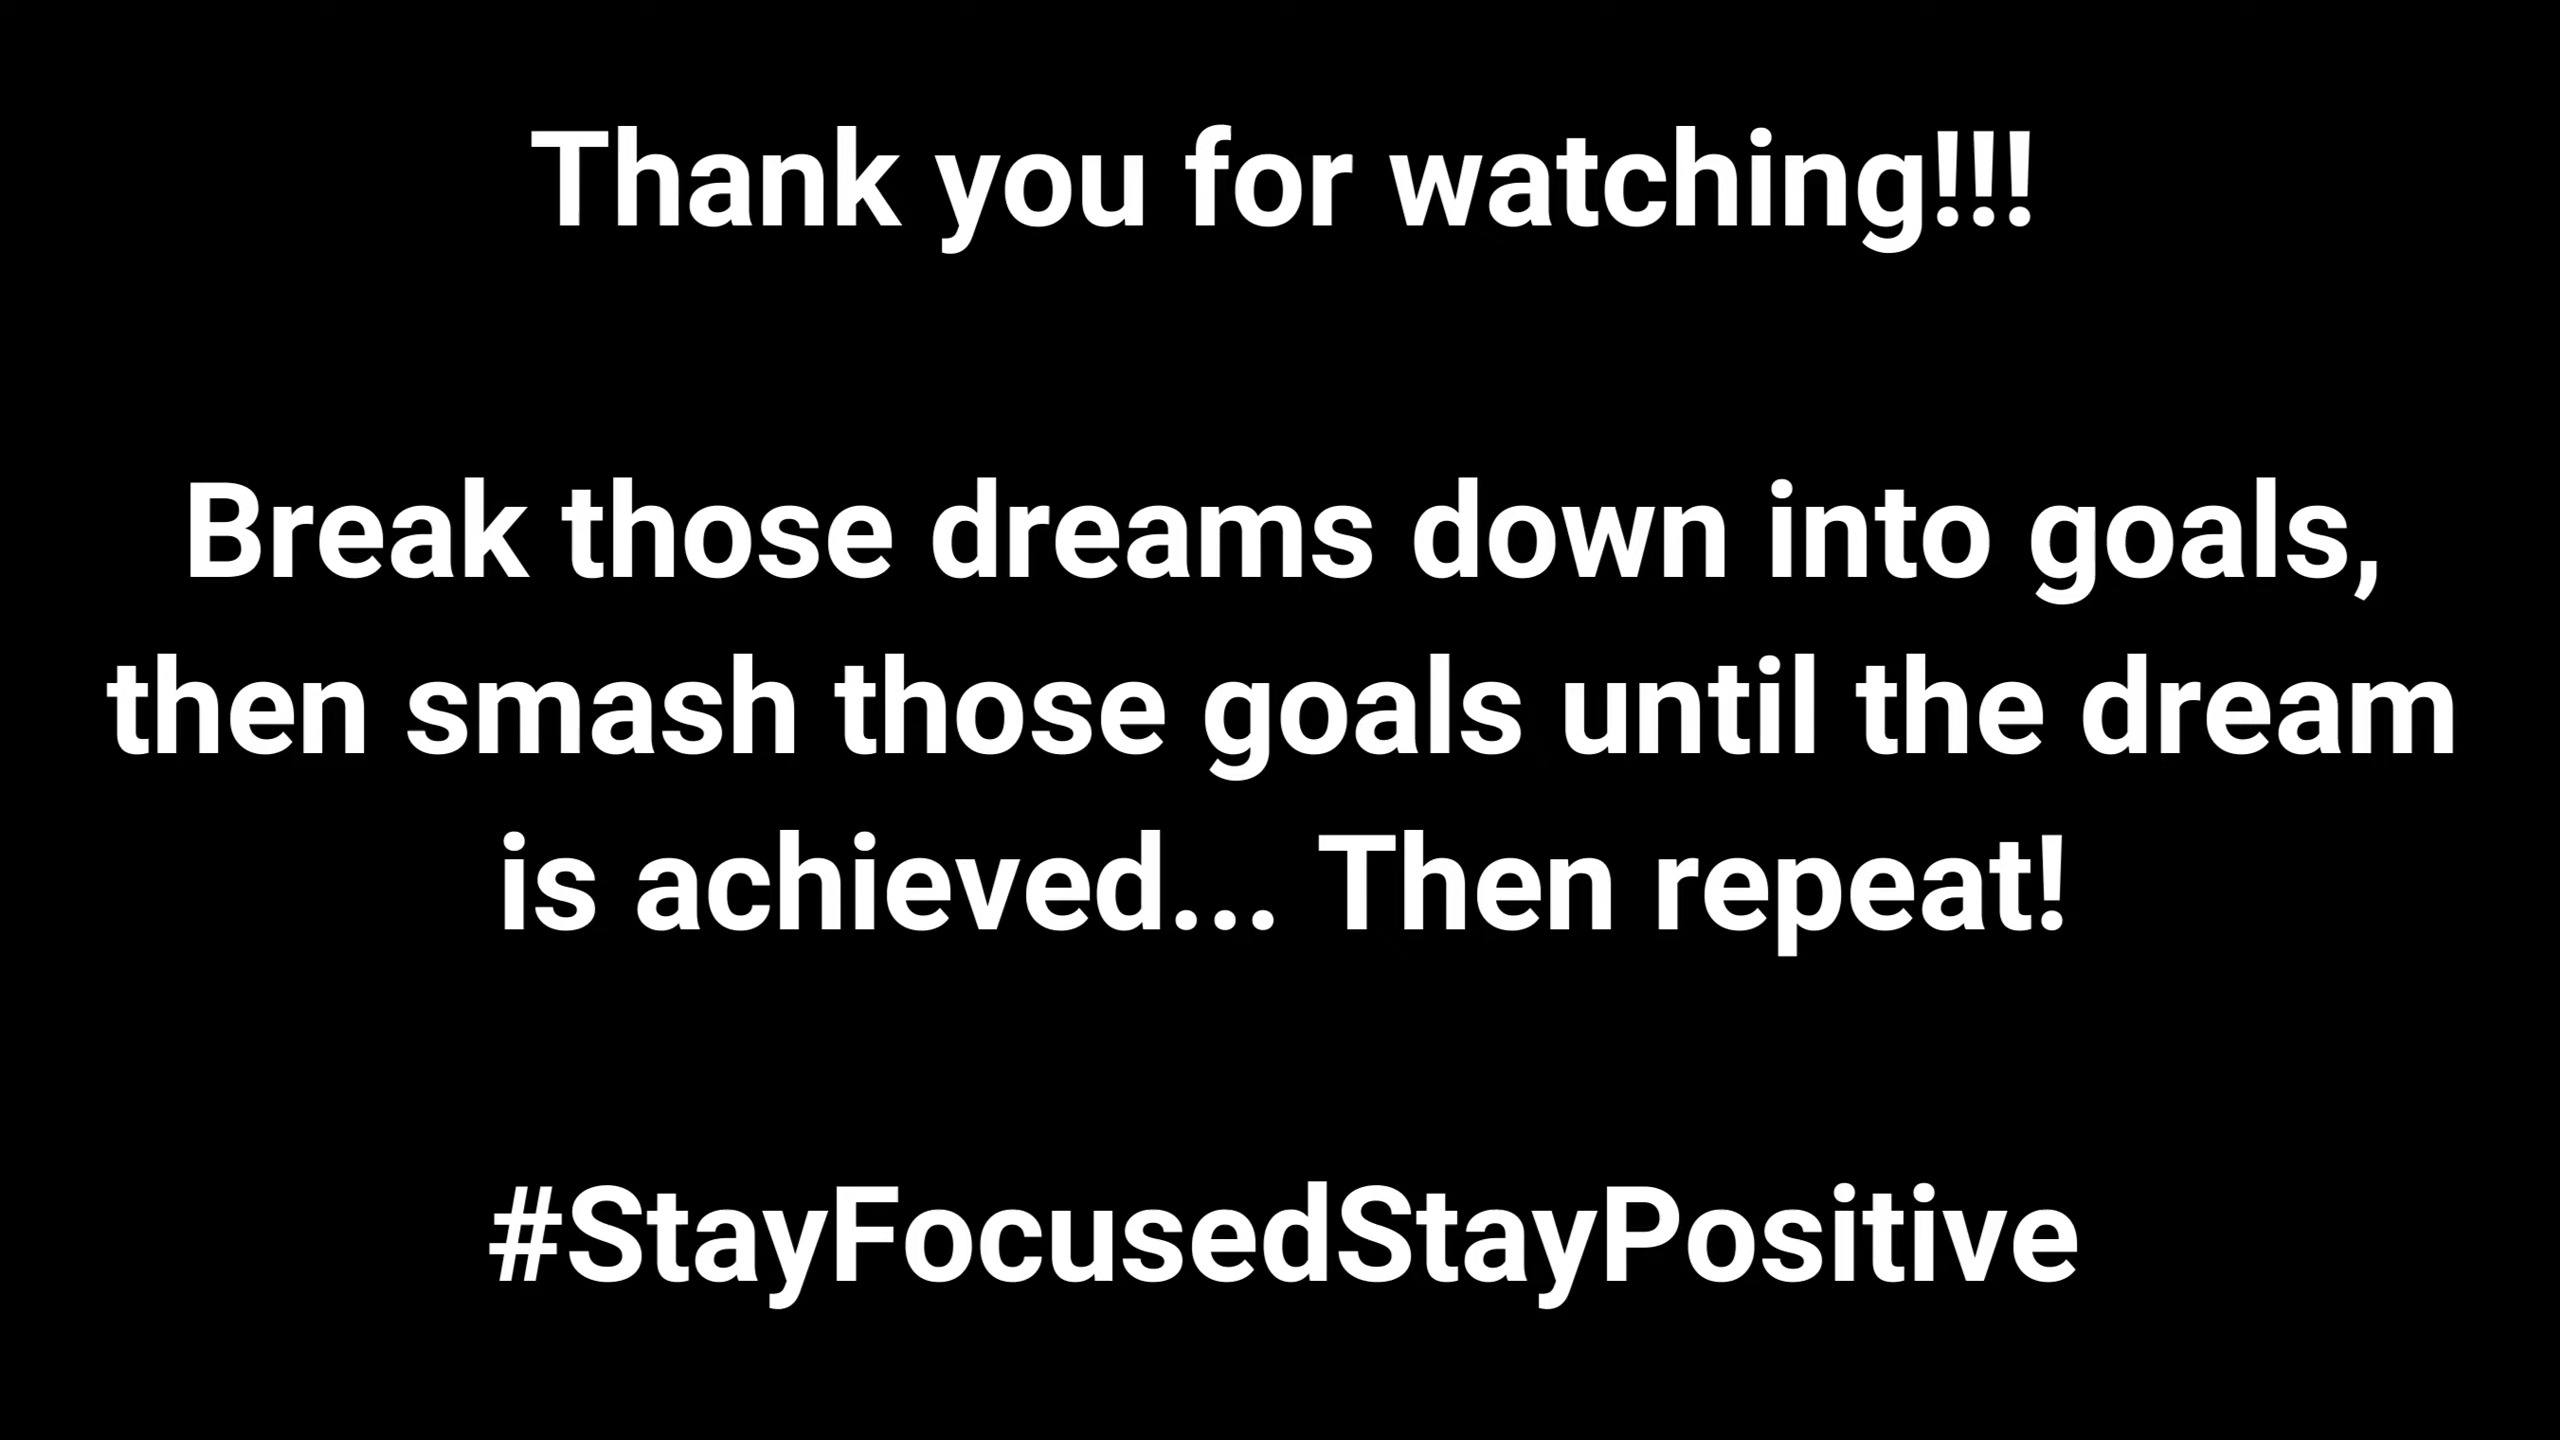 Thank you for watching!!!
Break those dreams down into goals,
then smash those goals until the dream
is achieved... Then repeat!
#StayFocusedStayPositive